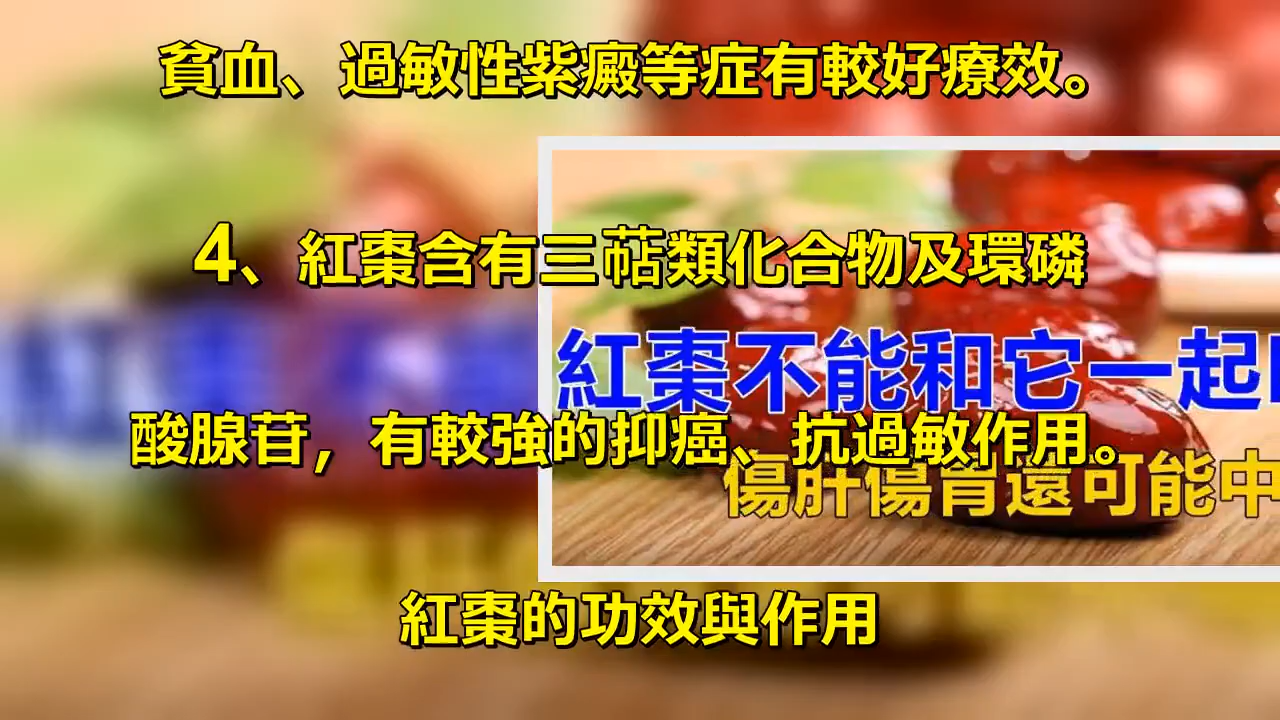 貧血、過敏性紫癜等症有較好療效。
4、紅棗含有三萜類化合物及環磷
紅棗不能和它一起
酸腺苷，有較強的抑癌、抗過敏作用。
傷肝傷胃還可能中
紅棗的功效與作用